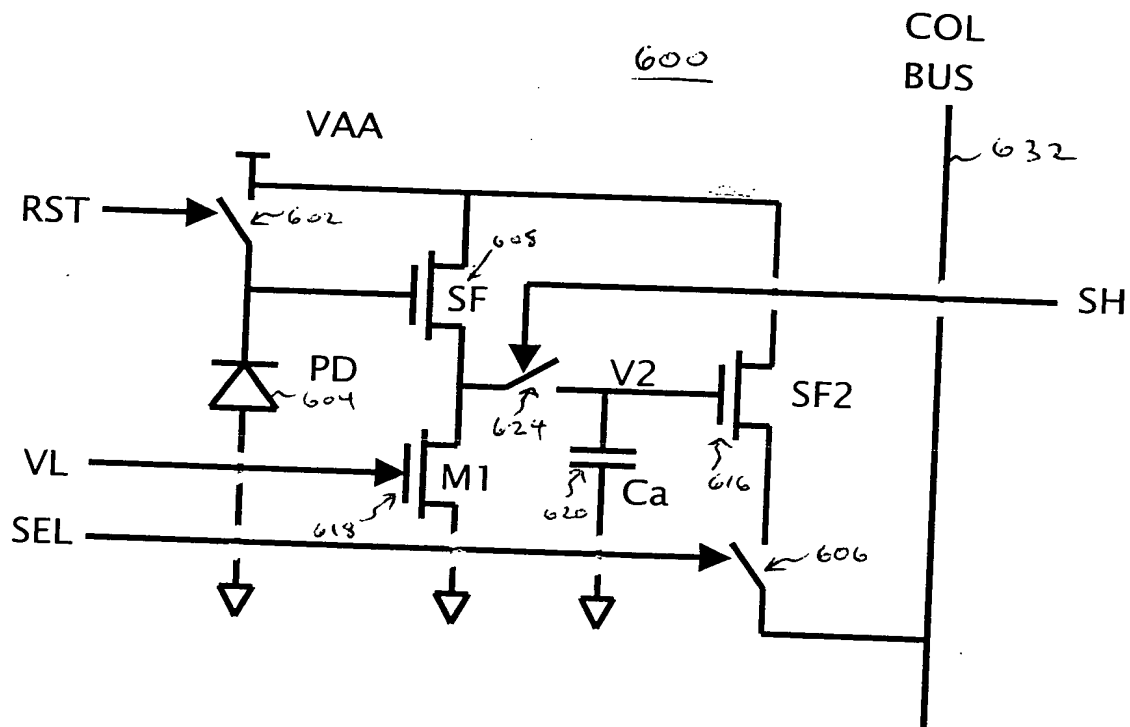 COL
BUS
600
632
VAA
RST
602
608
SF
SH
PD
604
V2
SF2
624
VL
M1
Ca
616
620
618
SEL
606